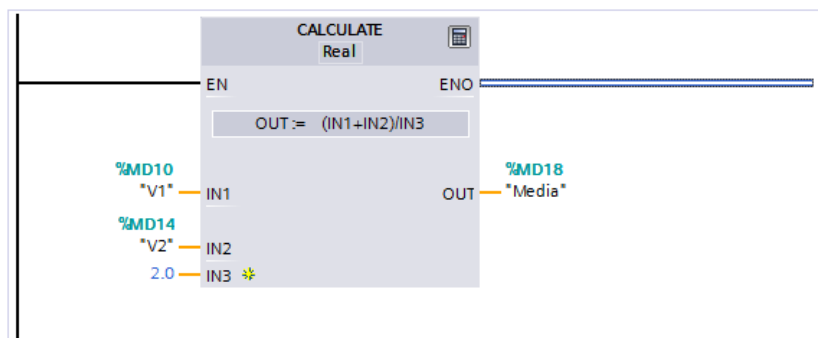 CALCULATE
Real
EN ENO
OUT := (IN1+IN2)/IN3
%MD10 %MD18
"V1" IN1 OUT "Media"
%MD14
"V2" IN2
2.0 IN3